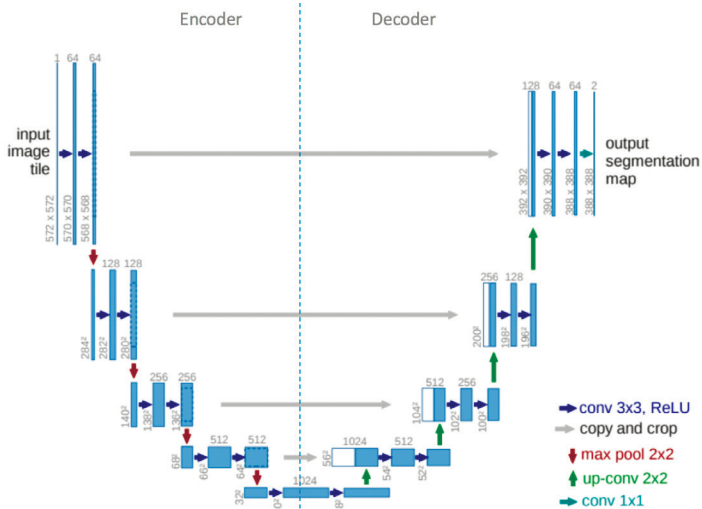 Encoder
Decoder
1
64
64
input
image
tile
572 x 572
570 x 570
568 x 568
128
64
64
2
output
segmentation
map
392 x 392
390 x 390
388 x 388
388 x 388
128
128
284²
282²
280²
256
128
200²
198²
196²
256
256
140²
138²
136²
512
256
104²
102²
100²
512
512
68²
66²
64²
1024
512
56²
54²
52²
1024
32²
0²
8²
conv 3x3, ReLU
copy and crop
max pool 2x2
up-conv 2x2
conv 1x1